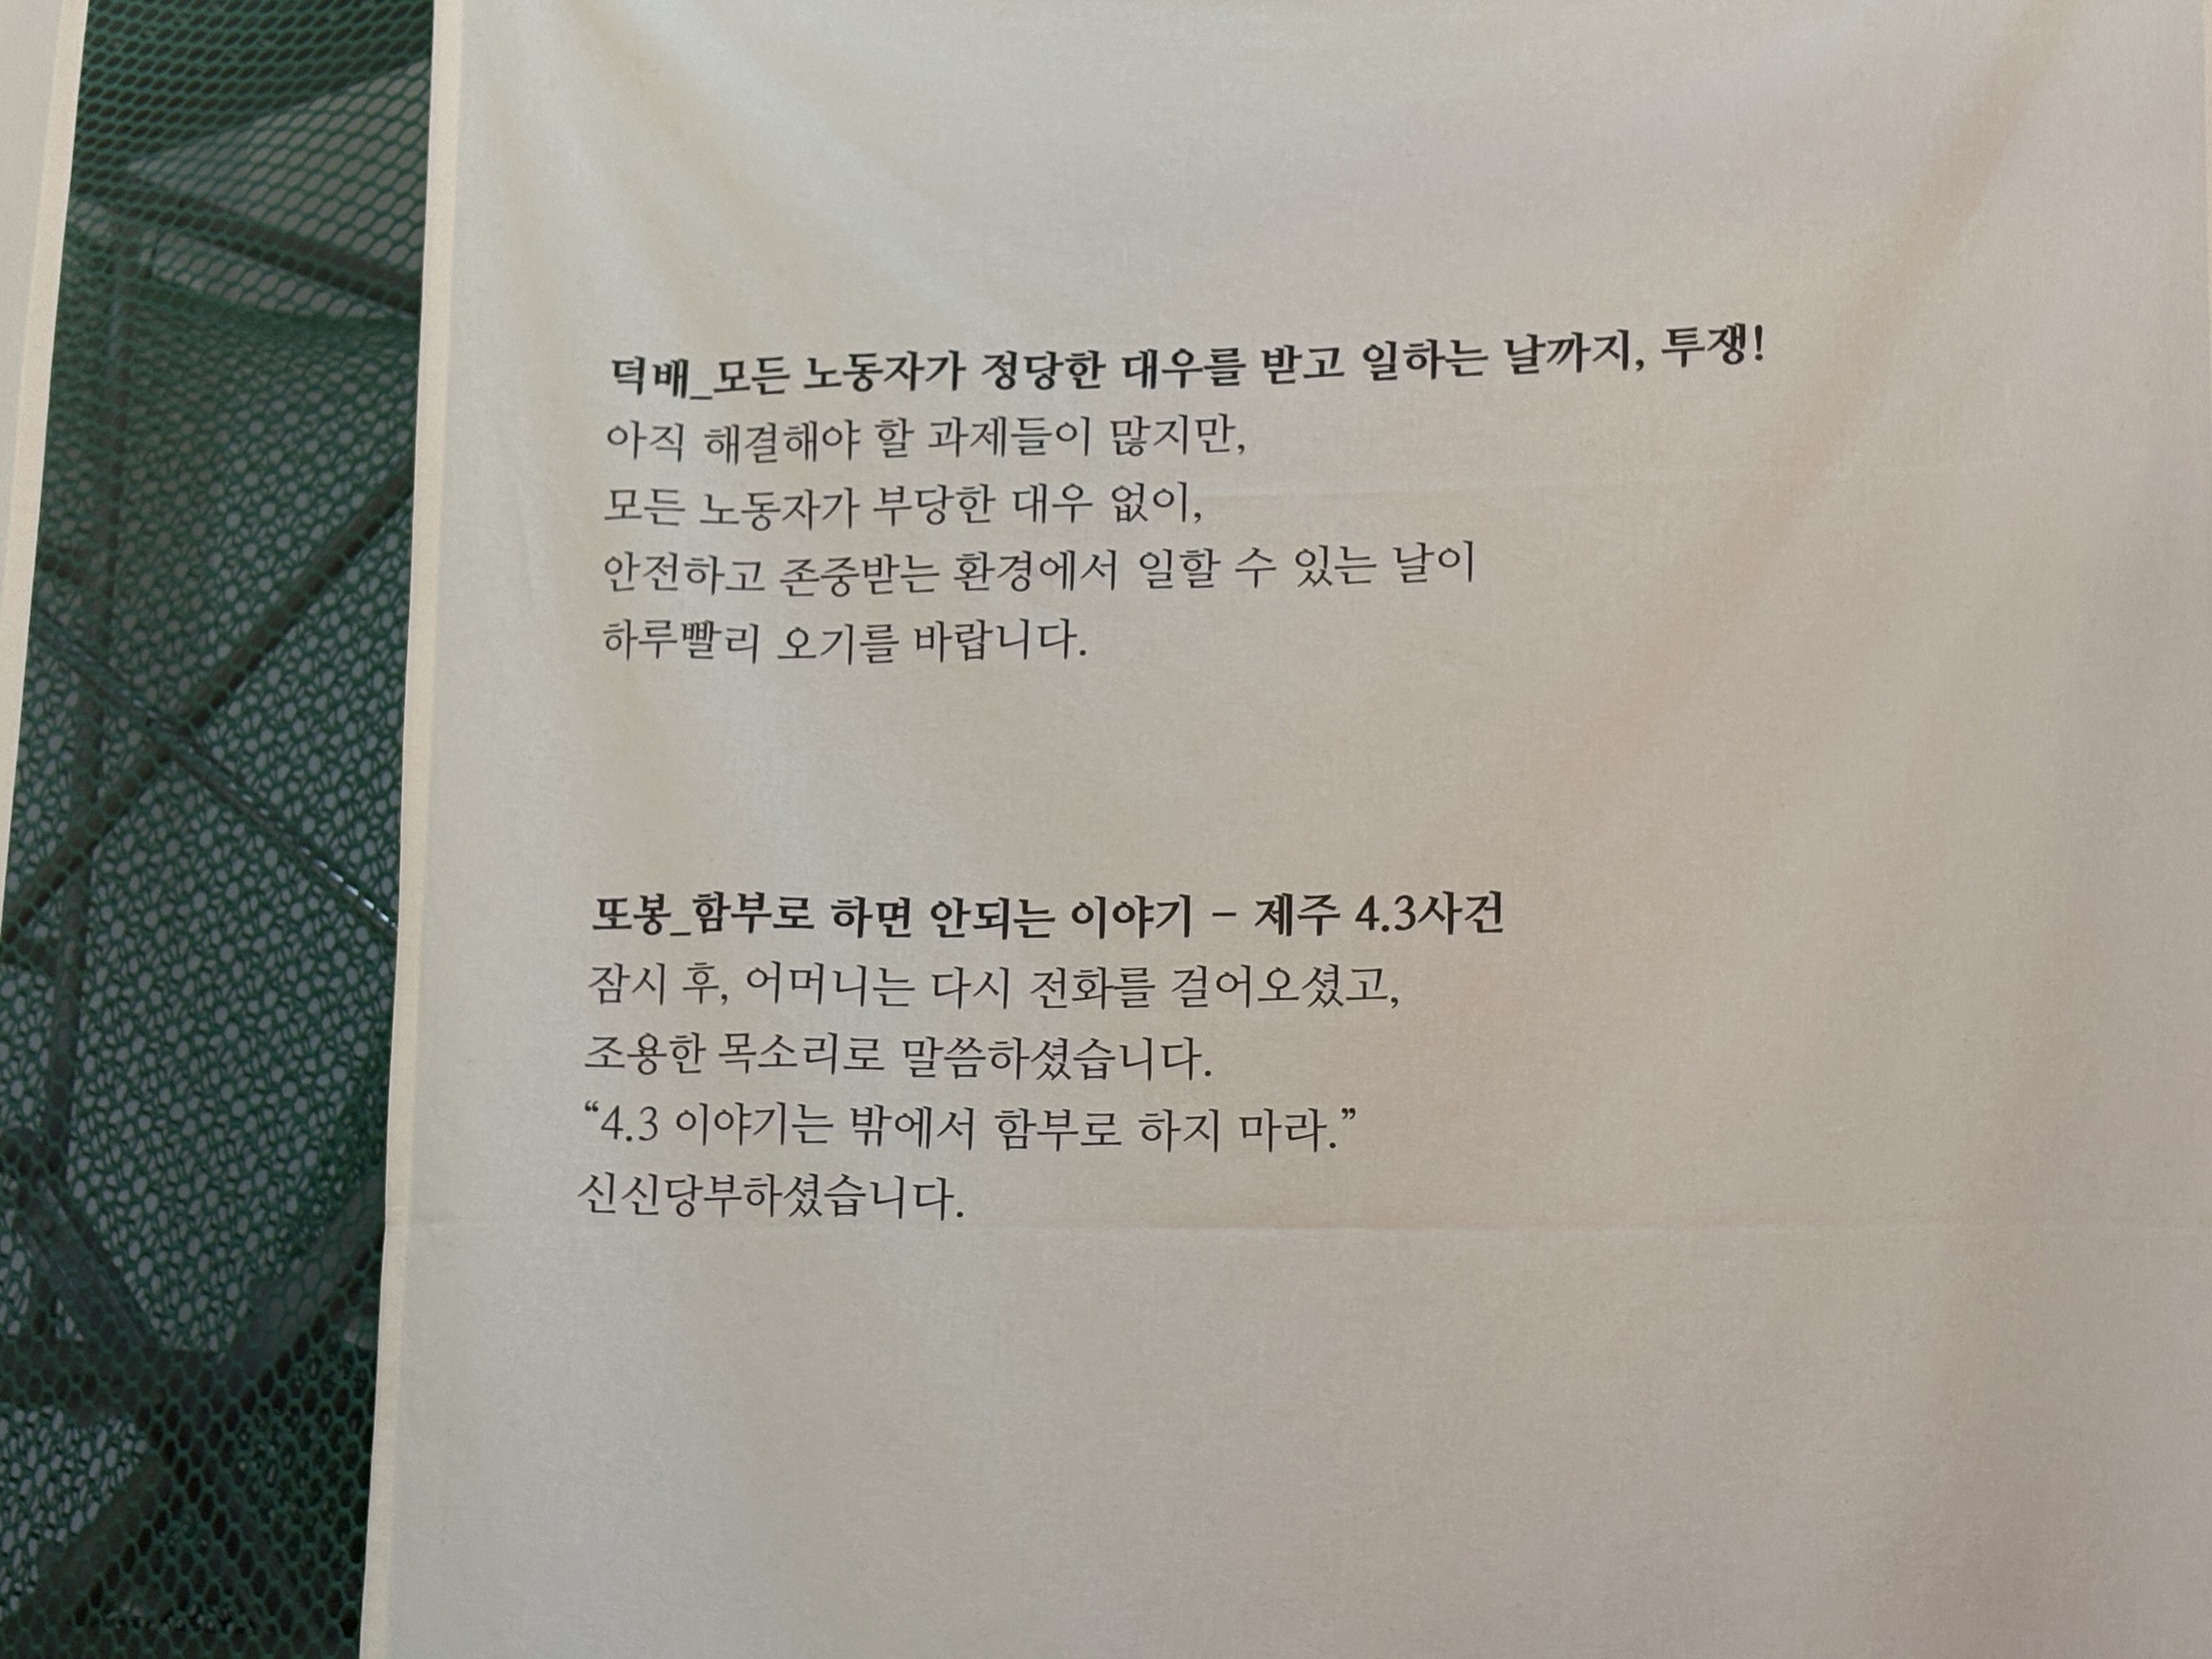 덕배_모든 노동자가 정당한 대우를 받고 일하는 날까지, 투쟁!
아직 해결해야 할 과제들이 많지만,
모든 노동자가 부당한 대우 없이,
안전하고 존중받는 환경에서 일할 수 있는 날이
하루빨리 오기를 바랍니다.
또봉_함부로 하면 안되는 이야기 – 제주 4.3사건
잠시 후, 어머니는 다시 전화를 걸어오셨고,
조용한 목소리로 말씀하셨습니다.
“4.3 이야기는 밖에서 함부로 하지 마라.”
신신당부하셨습니다.